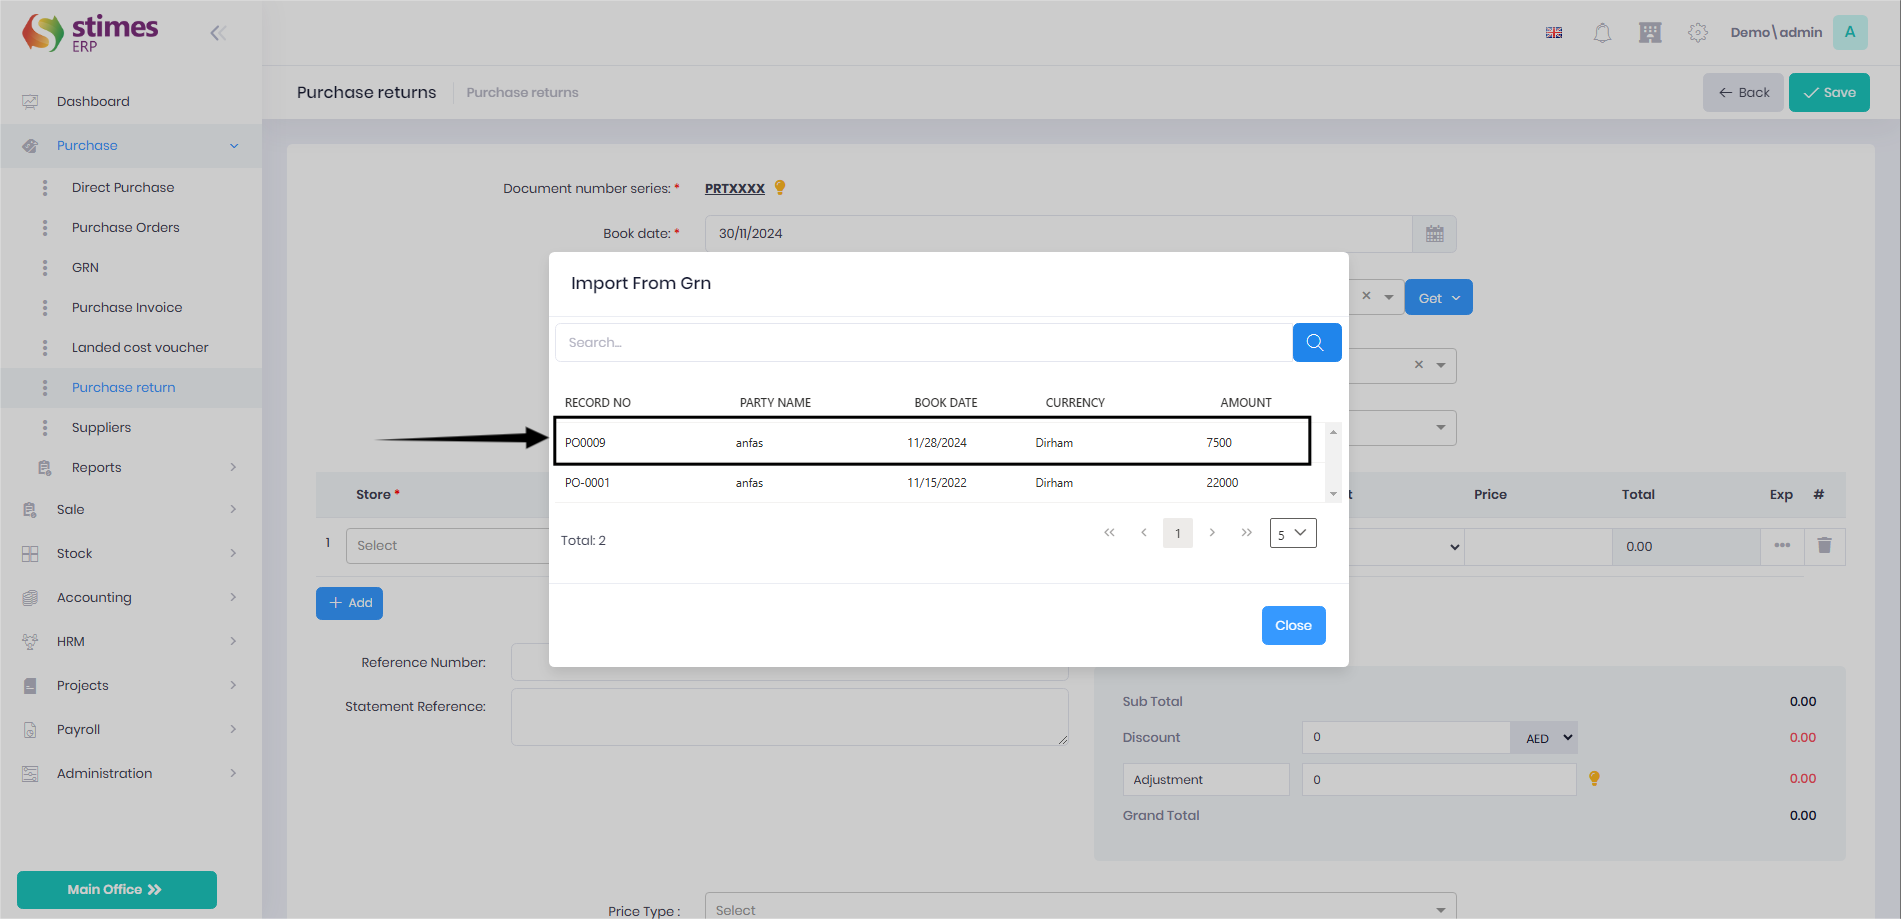 stimes
ERP
Demo\admin
A
Dashboard
Purchase
Direct Purchase
Purchase Orders
GRN
Purchase Invoice
Landed cost voucher
Purchase return
Suppliers
Reports
Sale
Stock
Accounting
HRM
Projects
Payroll
Administration
Main Office
Purchase returns
Purchase returns
Back
Save
Document number series: *
PRTXXXX
Book date: *
30/11/2024
Get
Import From Grn
Search...
RECORD NO PARTY NAME BOOK DATE CURRENCY AMOUNT
PO0009 anfas 11/28/2024 Dirham 7500
PO-0001 anfas 11/15/2022 Dirham 22000
Total: 2
1
5
Close
Store * t Price Total Exp #
1 Select 0.00
+ Add
Reference Number:
Statement Reference:
Sub Total 0.00
Discount 0 AED 0.00
Adjustment 0 0.00
Grand Total 0.00
Price Type : Select